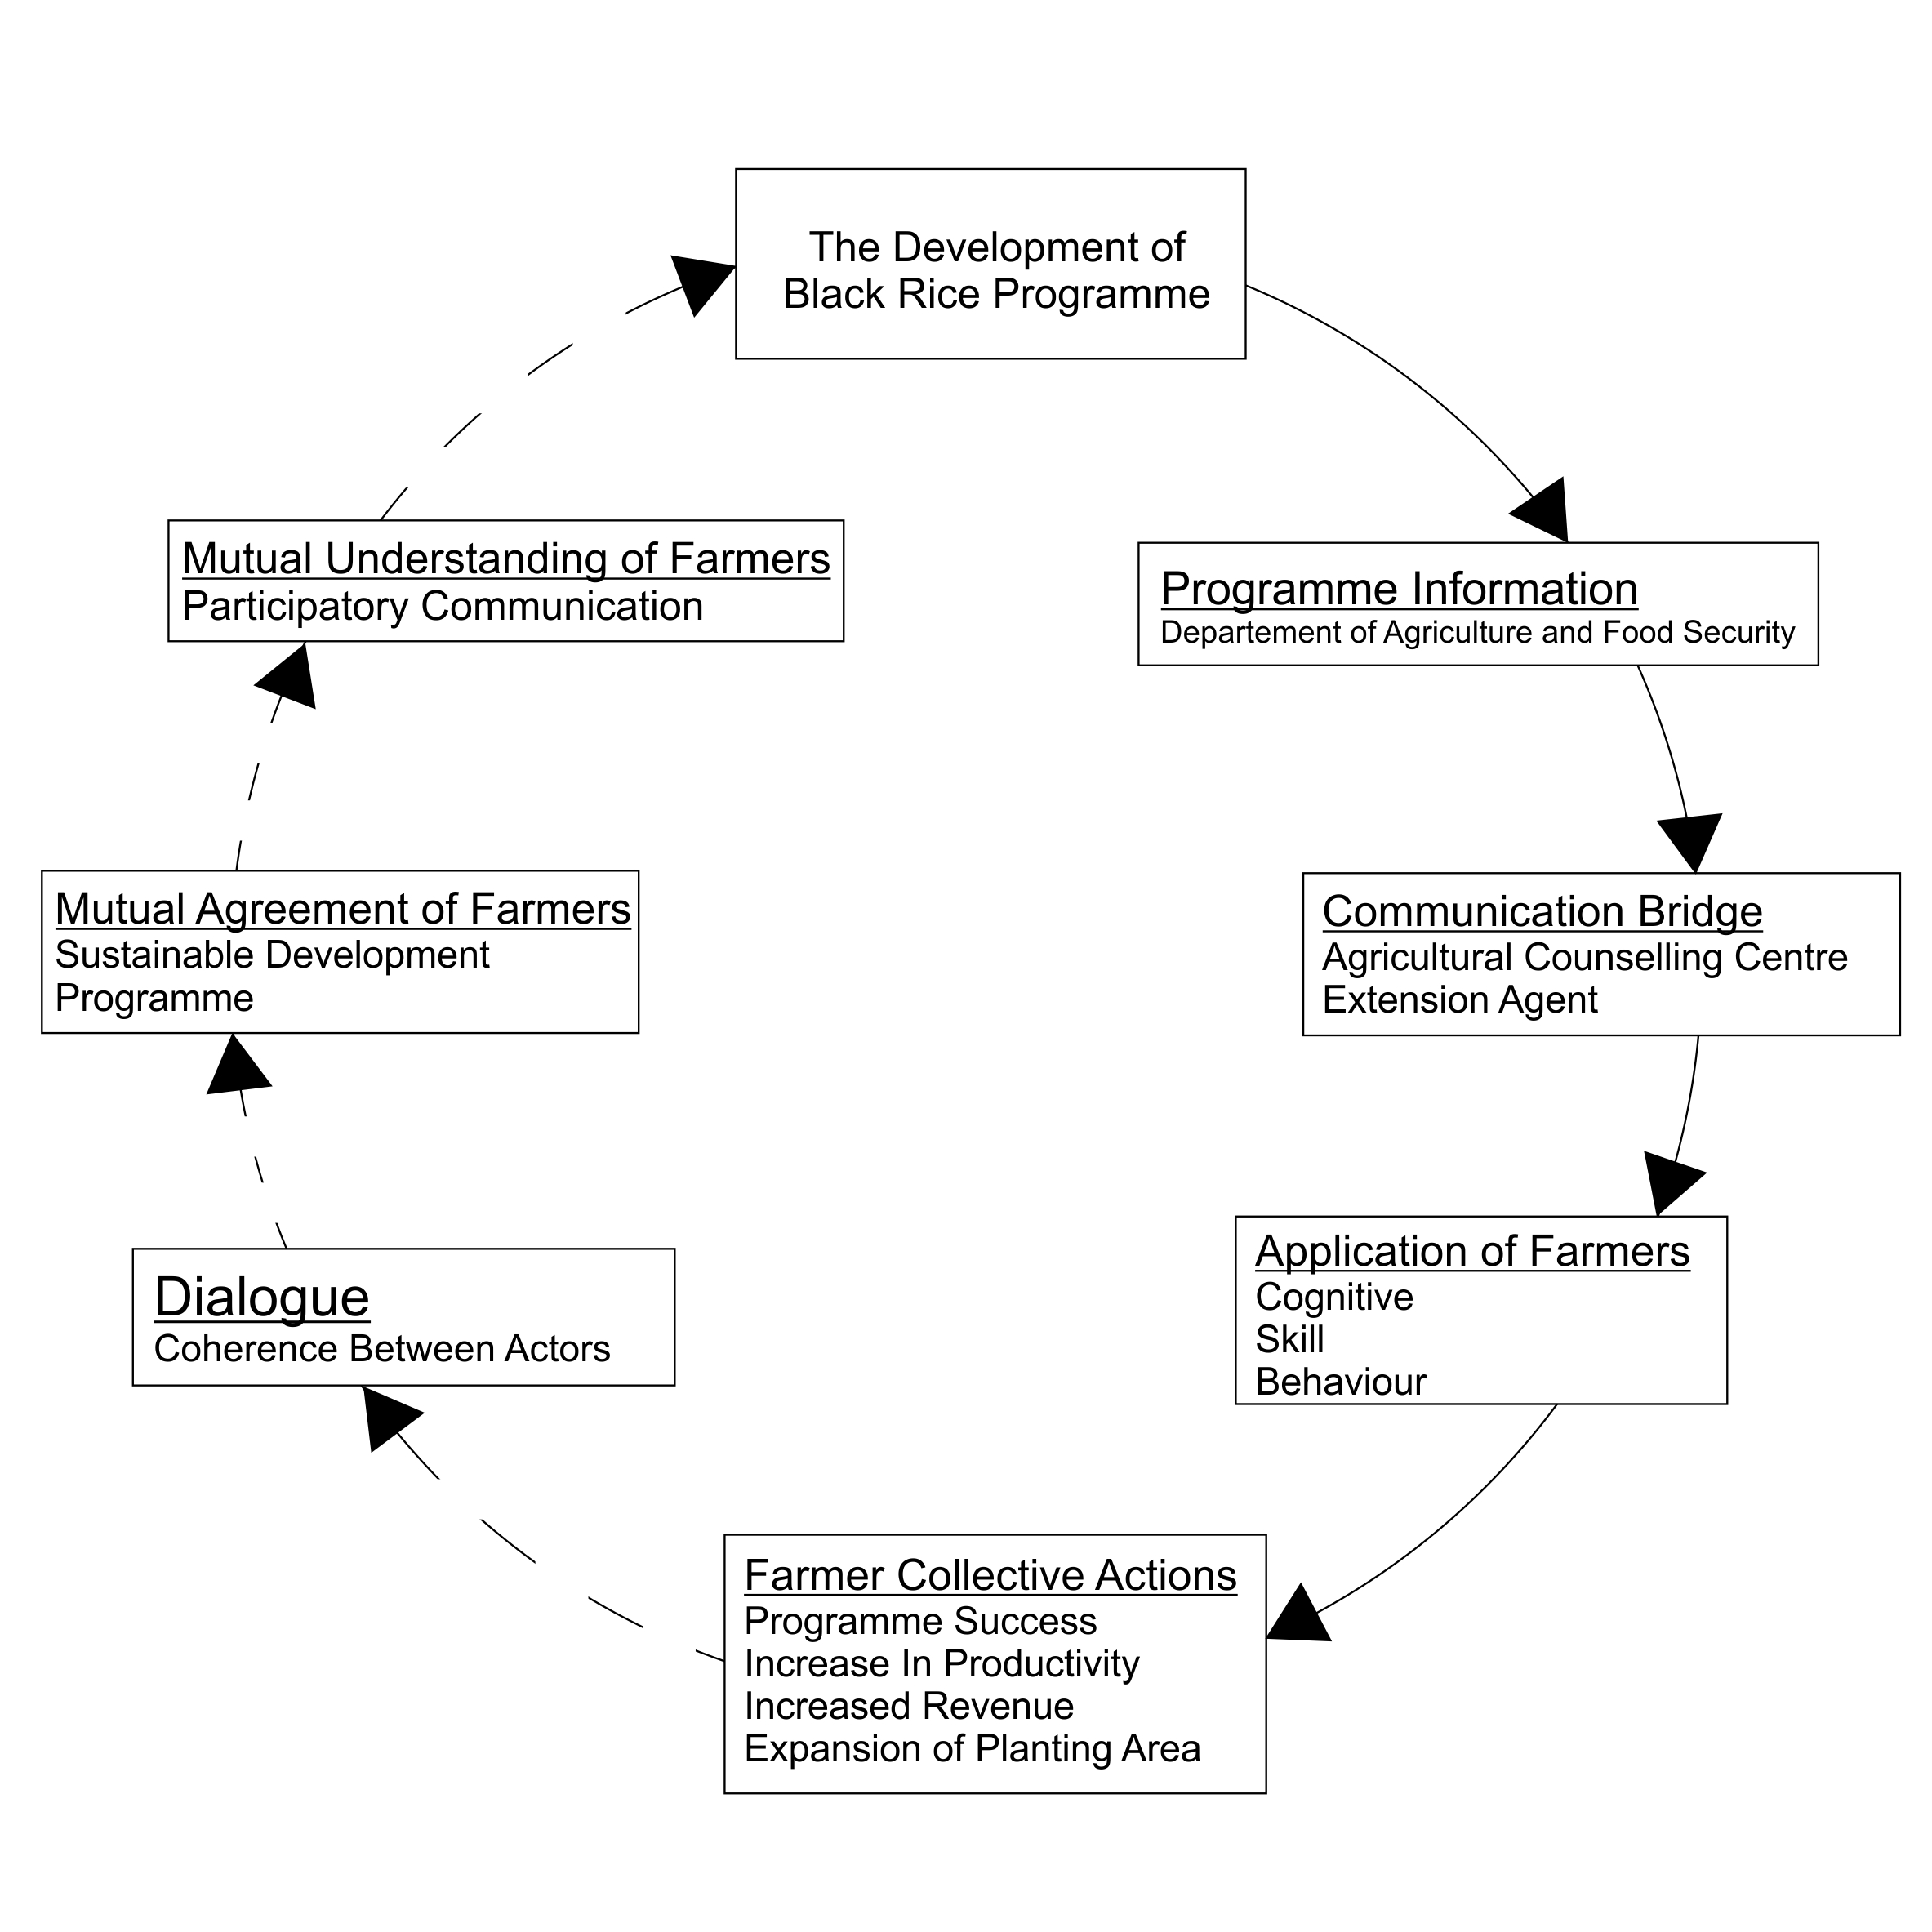 The Development of
Black Rice Programme
Programme Information
Departement of Agriculture and Food Security
Communication Bridge
Agricultural Counselling Centre
Extension Agent
Application of Farmers
Cognitive
Skill
Behaviour
Farmer Collective Actions
Programme Success
Increase In Productivity
Increased Revenue
Expansion of Planting Area
Dialogue
Coherence Between Actors
Mutual Agreement of Farmers
Sustainable Development
Programme
Mutual Understanding of Farmers
Participatory Communication